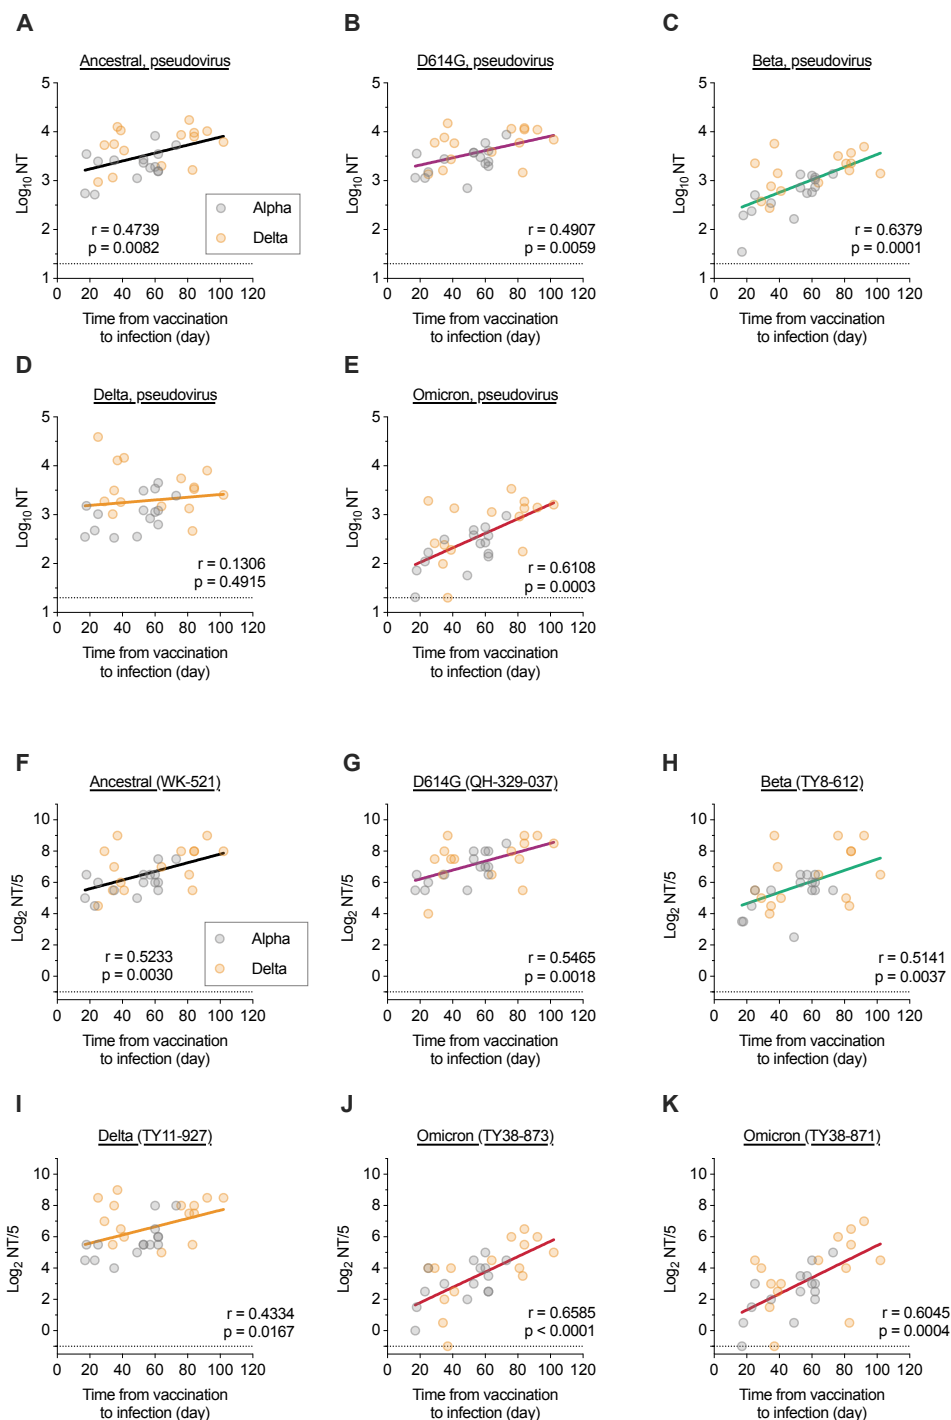 A
B
C
Ancestral, pseudovirus
D614G, pseudovirus
Beta, pseudovirus
5
4
3
2
1
Log10 NT
Alpha
Delta
r = 0.4739
p = 0.0082
0 20 40 60 80 100 120
Time from vaccination
to infection (day)
5
4
3
2
1
Log10 NT
r = 0.4907
p = 0.0059
0 20 40 60 80 100 120
Time from vaccination
to infection (day)
5
4
3
2
1
Log10 NT
r = 0.6379
p = 0.0001
0 20 40 60 80 100 120
Time from vaccination
to infection (day)
D
E
Delta, pseudovirus
Omicron, pseudovirus
5
4
3
2
1
Log10 NT
r = 0.1306
p = 0.4915
0 20 40 60 80 100 120
Time from vaccination
to infection (day)
5
4
3
2
1
Log10 NT
r = 0.6108
p = 0.0003
0 20 40 60 80 100 120
Time from vaccination
to infection (day)
F
G
H
Ancestral (WK-521)
D614G (QH-329-037)
Beta (TY8-612)
10
8
6
4
2
0
Log2 NT/5
Alpha
Delta
r = 0.5233
p = 0.0030
0 20 40 60 80 100 120
Time from vaccination
to infection (day)
10
8
6
4
2
0
Log2 NT/5
r = 0.5465
p = 0.0018
0 20 40 60 80 100 120
Time from vaccination
to infection (day)
10
8
6
4
2
0
Log2 NT/5
r = 0.5141
p = 0.0037
0 20 40 60 80 100 120
Time from vaccination
to infection (day)
I
J
K
Delta (TY11-927)
Omicron (TY38-873)
Omicron (TY38-871)
10
8
6
4
2
0
Log2 NT/5
r = 0.4334
p = 0.0167
0 20 40 60 80 100 120
Time from vaccination
to infection (day)
10
8
6
4
2
0
Log2 NT/5
r = 0.6585
p < 0.0001
0 20 40 60 80 100 120
Time from vaccination
to infection (day)
10
8
6
4
2
0
Log2 NT/5
r = 0.6045
p = 0.0004
0 20 40 60 80 100 120
Time from vaccination
to infection (day)